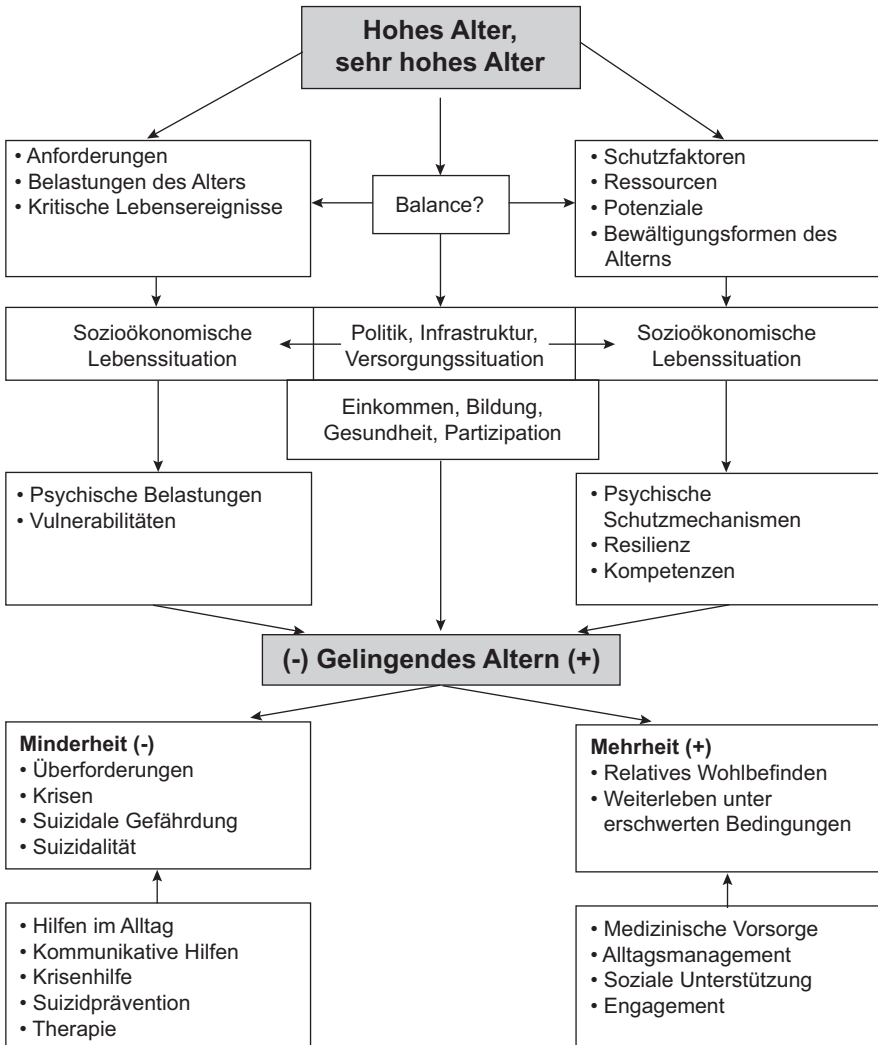 Hohes Alter,
sehr hohes Alter
• Anforderungen
• Belastungen des Alters
• Kritische Lebensereignisse
Balance?
• Schutzfaktoren
• Ressourcen
• Potenziale
• Bewältigungsformen des
Alterns
Sozioökonomische
Lebenssituation
Politik, Infrastruktur,
Versorgungssituation
Sozioökonomische
Lebenssituation
Einkommen, Bildung,
Gesundheit, Partizipation
• Psychische Belastungen
• Vulnerabilitäten
• Psychische
Schutzmechanismen
• Resilienz
• Kompetenzen
(-) Gelingendes Altern (+)
Minderheit (-)
• Überforderungen
• Krisen
• Suizidale Gefährdung
• Suizidalität
Mehrheit (+)
• Relatives Wohlbefinden
• Weiterleben unter
erschwerten Bedingungen
• Hilfen im Alltag
• Kommunikative Hilfen
• Krisenhilfe
• Suizidprävention
• Therapie
• Medizinische Vorsorge
• Alltagsmanagement
• Soziale Unterstützung
• Engagement